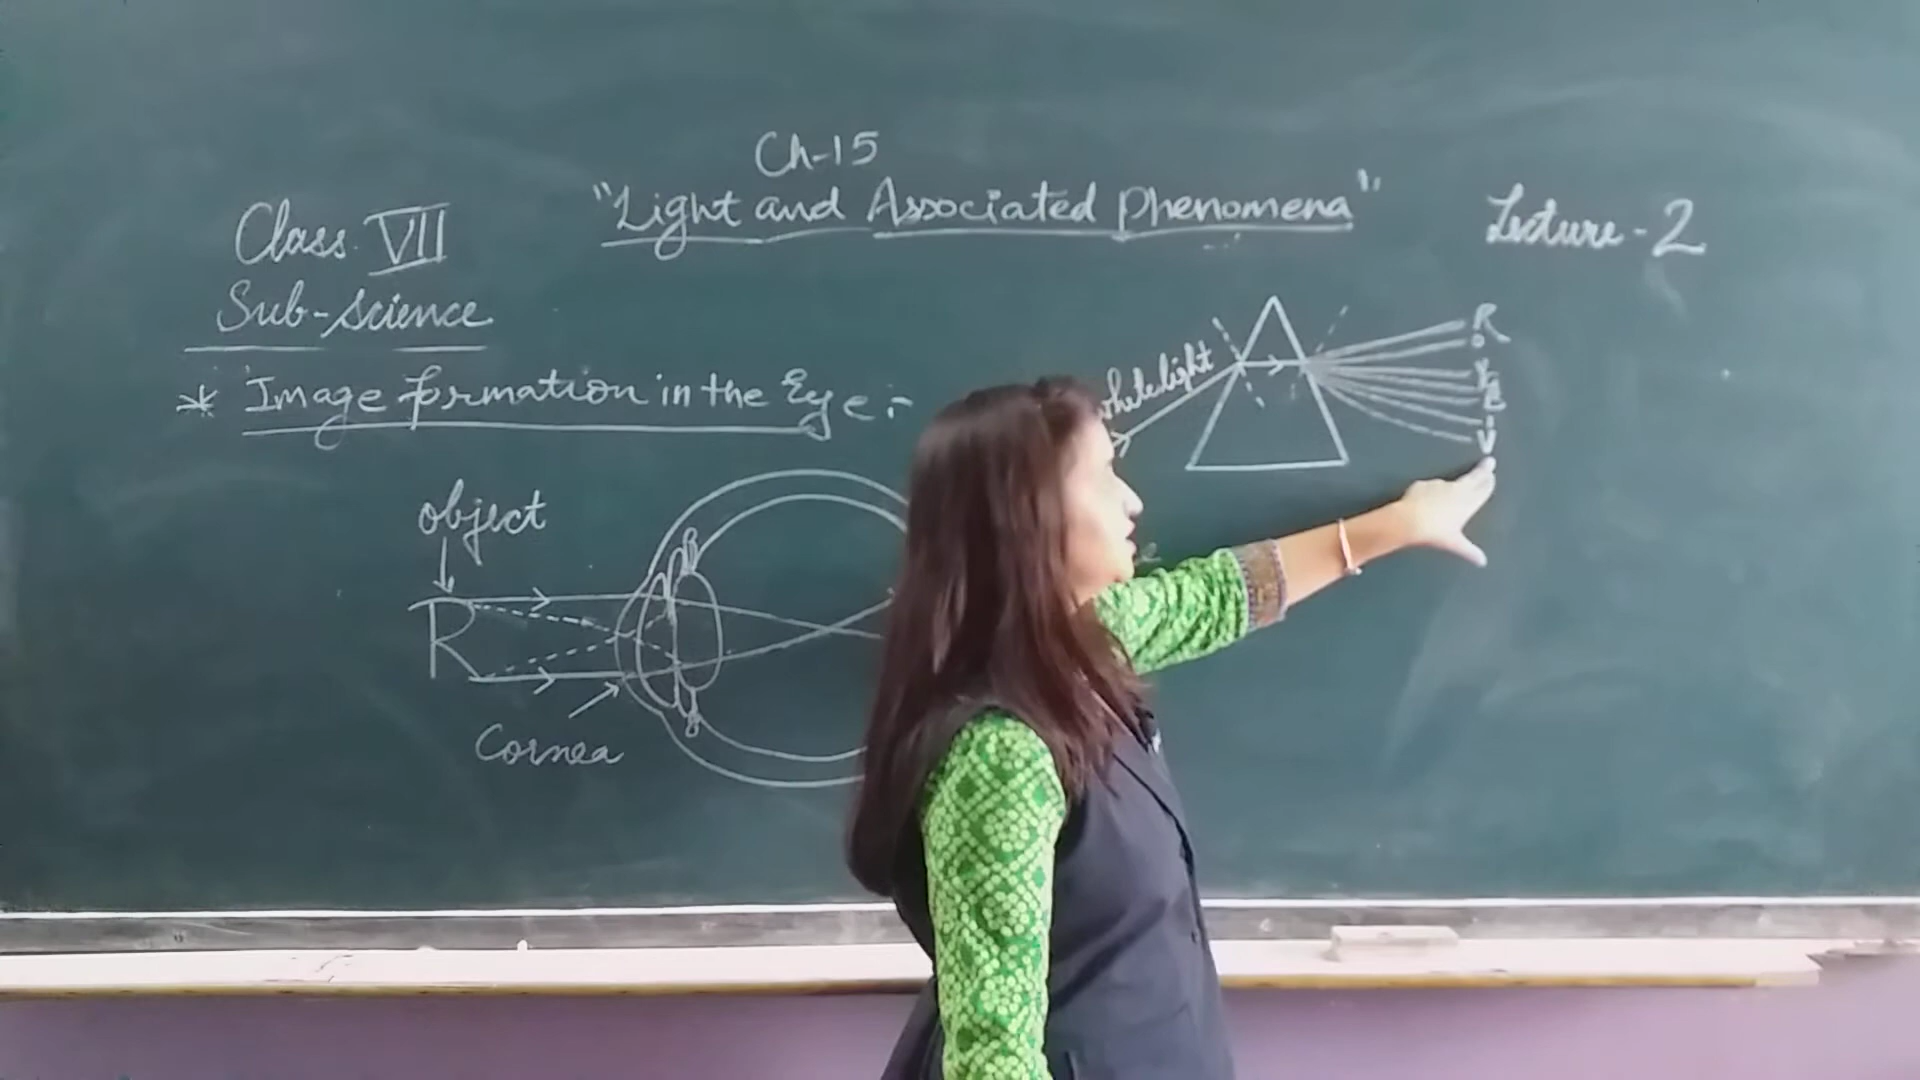 Ch-15
"Light and Associated Phenomena"
Lecture-2
Class VII
Sub-science
* Image formation in the Eye:-
white light
R
O
Y
B
I
V
object
R
Cornea